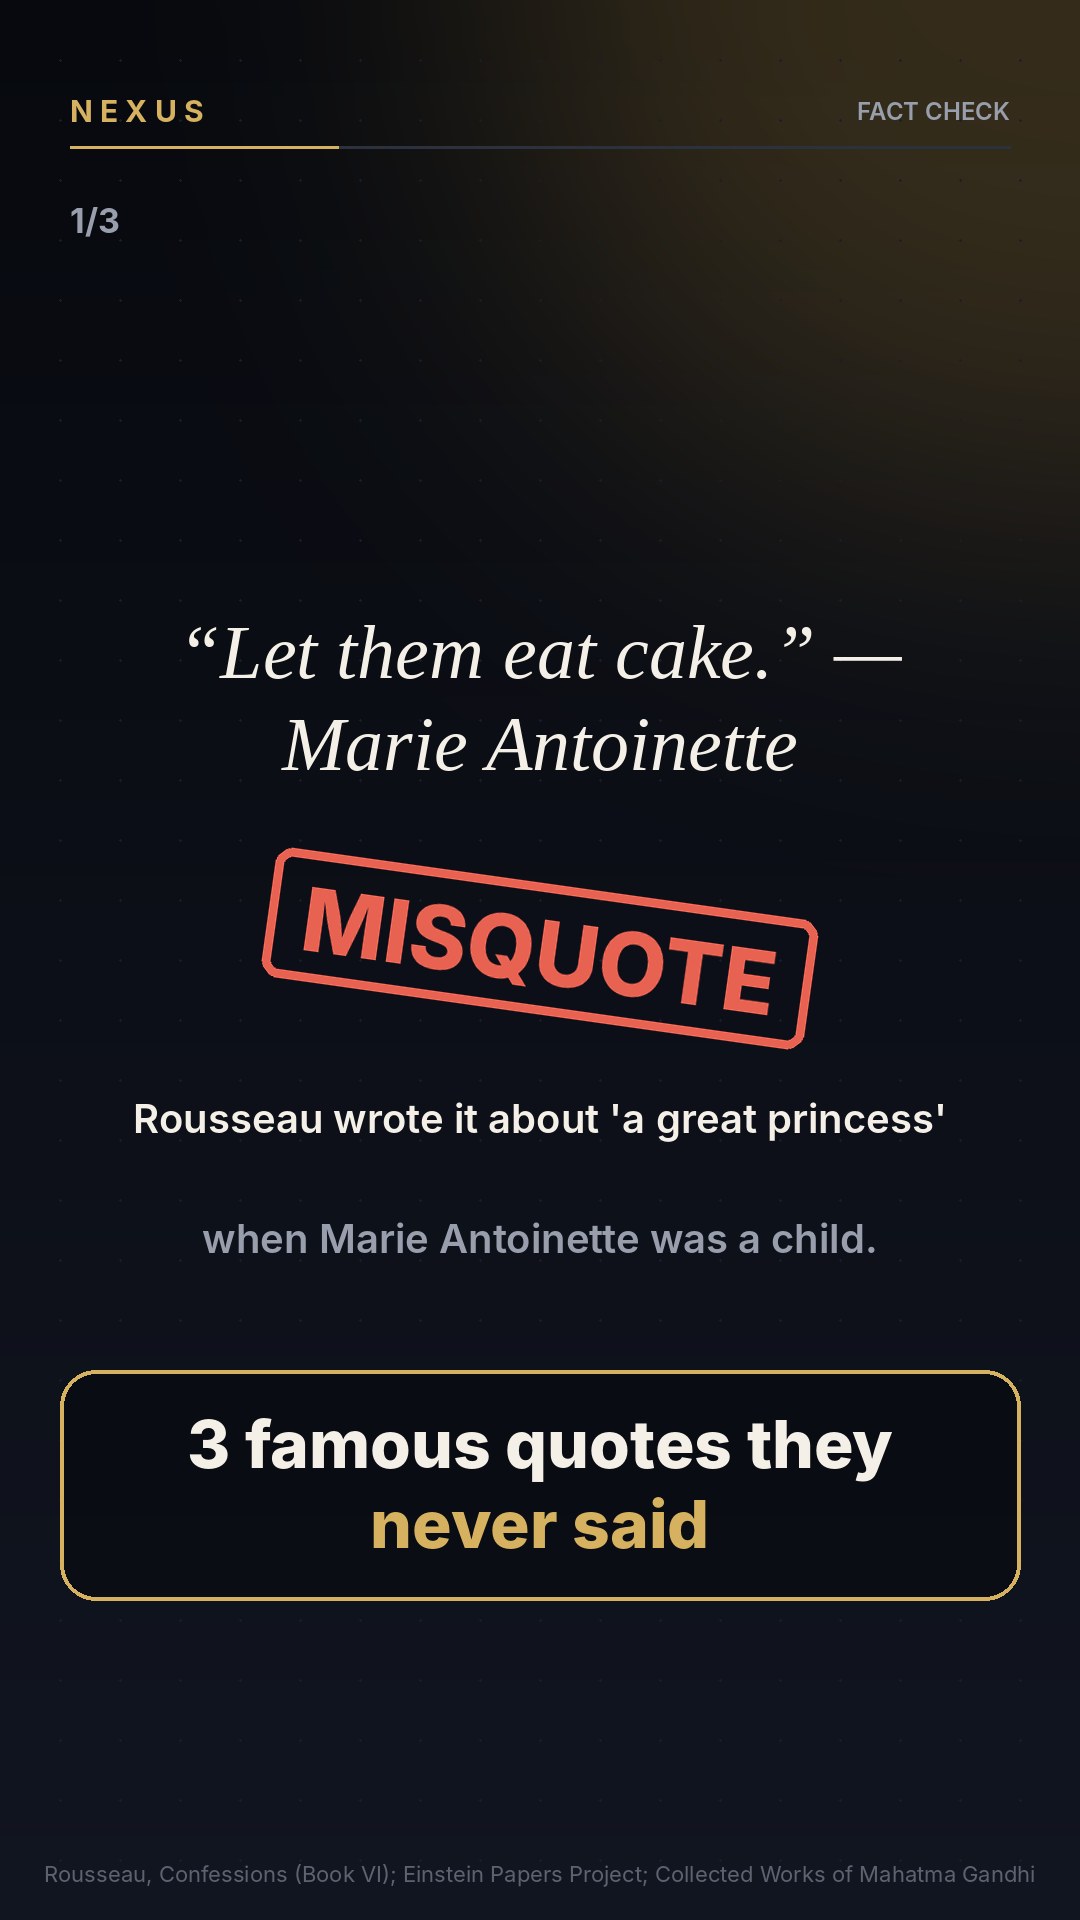 NEXUS
FACT CHECK
1/3
“Let them eat cake.” —
Marie Antoinette
MISQUOTE
Rousseau wrote it about 'a great princess'
when Marie Antoinette was a child.
3 famous quotes they
never said
Rousseau, Confessions (Book VI); Einstein Papers Project; Collected Works of Mahatma Gandhi